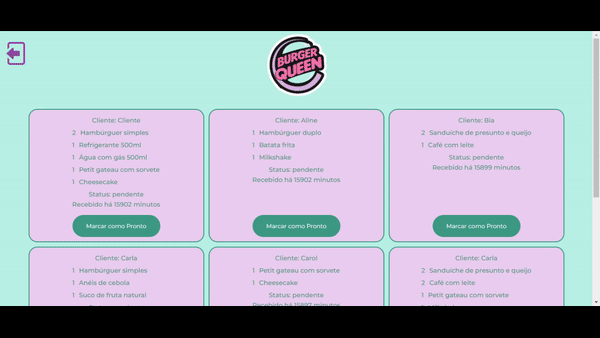 BURGER
QUEEN
Cliente: Cliente
2 Hambúrguer simples
1 Refrigerante 500ml
1 Água com gás 500ml
1 Petit gateau com sorvete
1 Cheesecake
Status: pendente
Recebido há 15902 minutos
Marcar como Pronto
Cliente: Aline
1 Hambúrguer duplo
1 Batata frita
1 Milkshake
Status: pendente
Recebido há 15902 minutos
Marcar como Pronto
Cliente: Bia
2 Sanduíche de presunto e queijo
1 Café com leite
Status: pendente
Recebido há 15899 minutos
Marcar como Pronto
Cliente: Carla
1 Hambúrguer simples
1 Anéis de cebola
1 Suco de fruta natural
Cliente: Carol
1 Petit gateau com sorvete
1 Cheesecake
Status: pendente
Cliente: Carla
2 Sanduíche de presunto e queijo
2 Café com leite
1 Petit gateau com sorvete